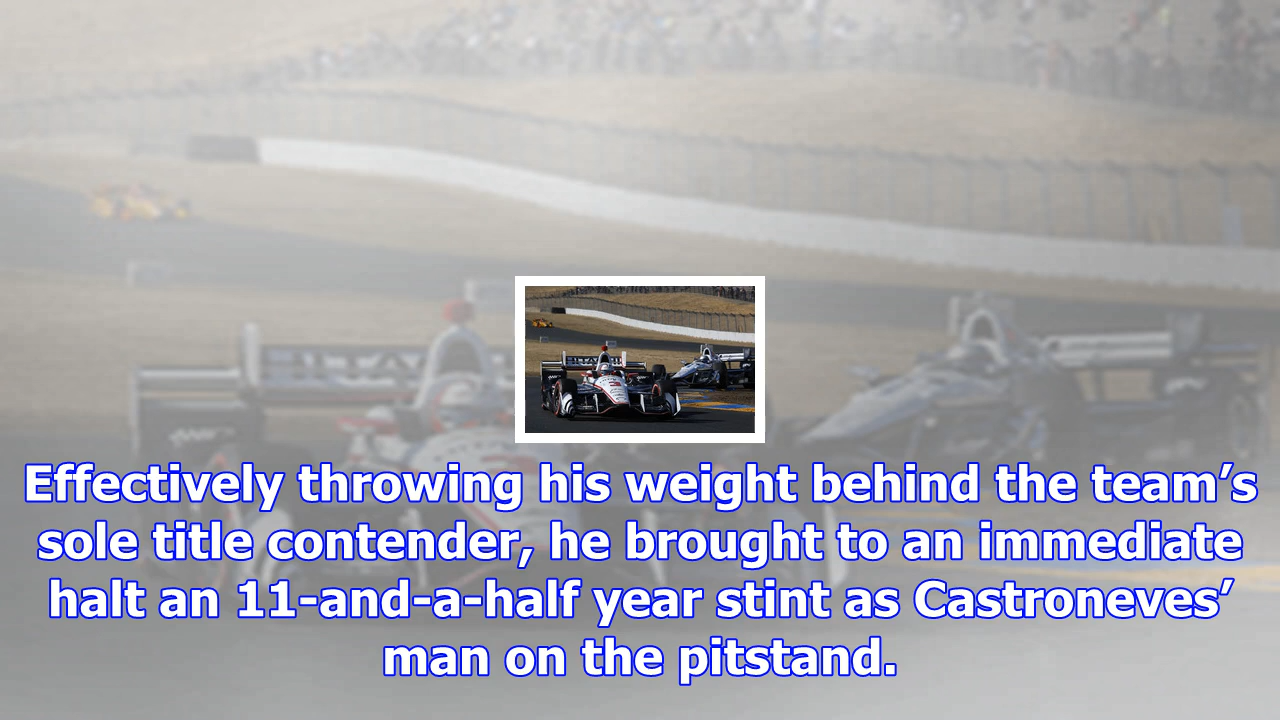 Effectively throwing his weight behind the team’s
sole title contender, he brought to an immediate
halt an 11-and-a-half year stint as Castroneves’
man on the pitstand.